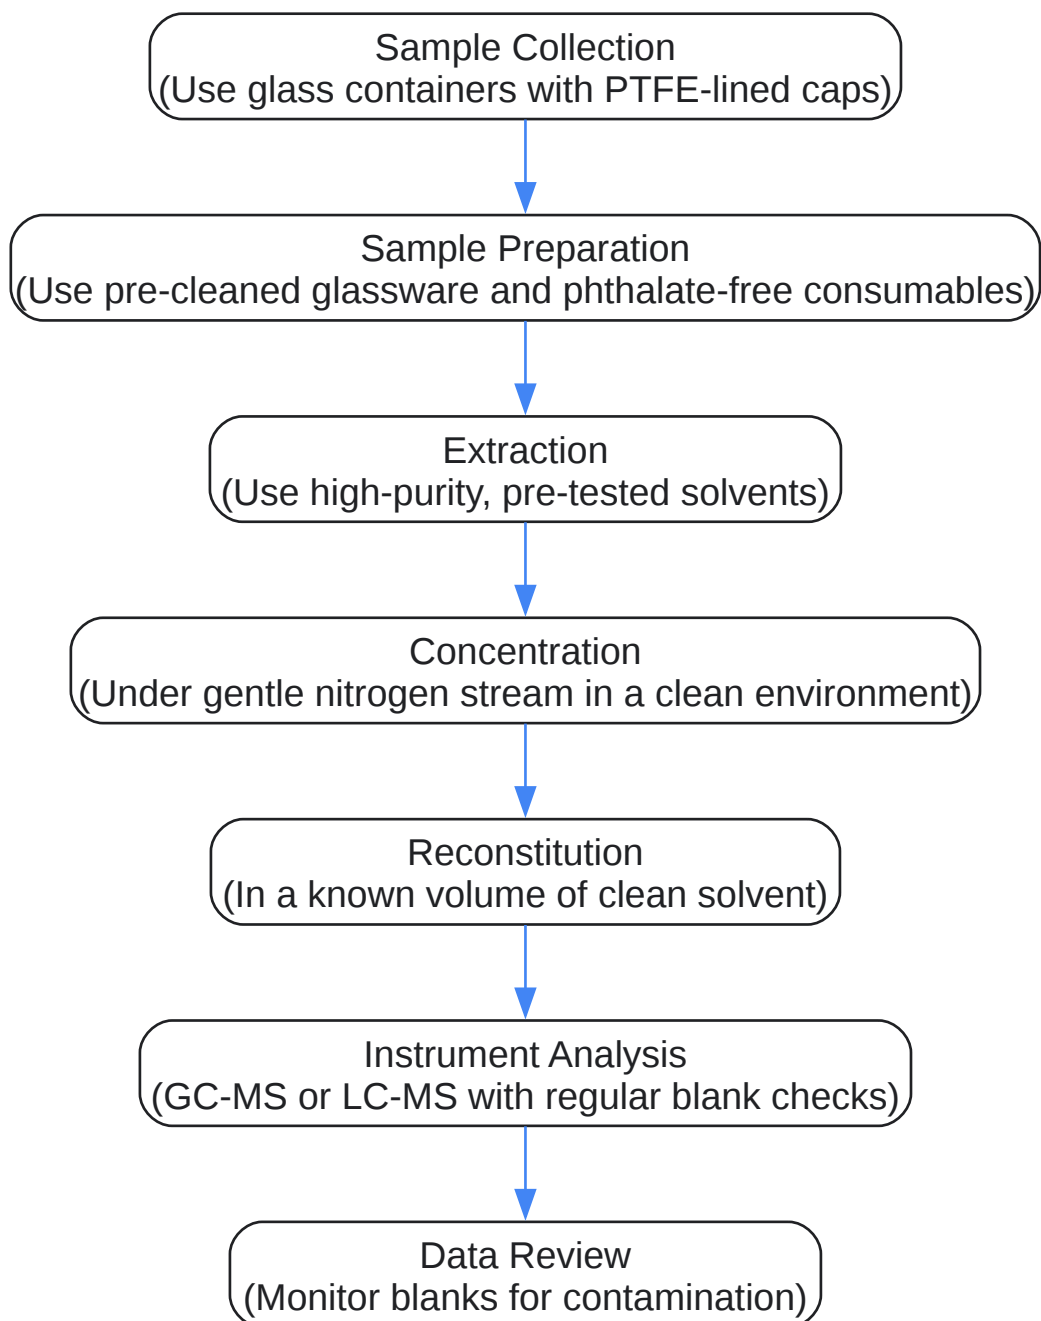 Sample Collection
(Use glass containers with PTFE-lined caps)
Sample Preparation
(Use pre-cleaned glassware and phthalate-free consumables)
Extraction
(Use high-purity, pre-tested solvents)
Concentration
(Under gentle nitrogen stream in a clean environment)
Reconstitution
(In a known volume of clean solvent)
Instrument Analysis
(GC-MS or LC-MS with regular blank checks)
Data Review
(Monitor blanks for contamination)